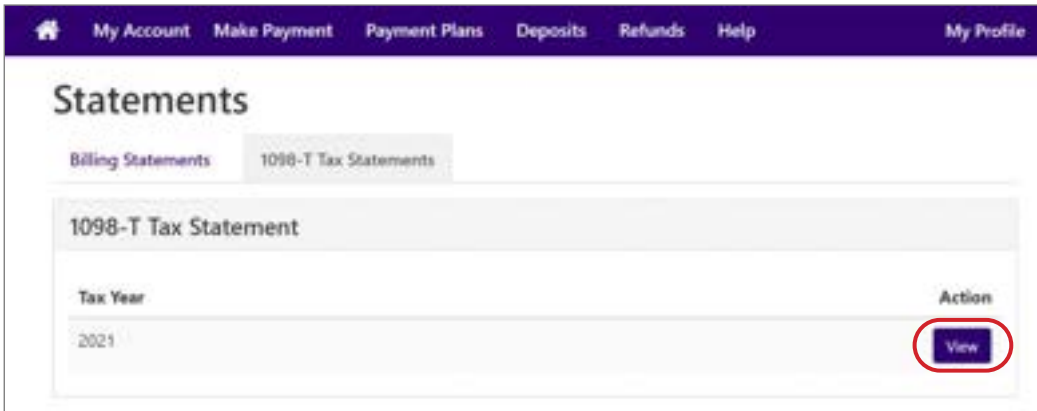 My Account Make Payment Payment Plans Deposits Refunds Help My Profile
Statements
Billing Statements 1098-T Tax Statements
1098-T Tax Statement
Tax Year Action
2021 View